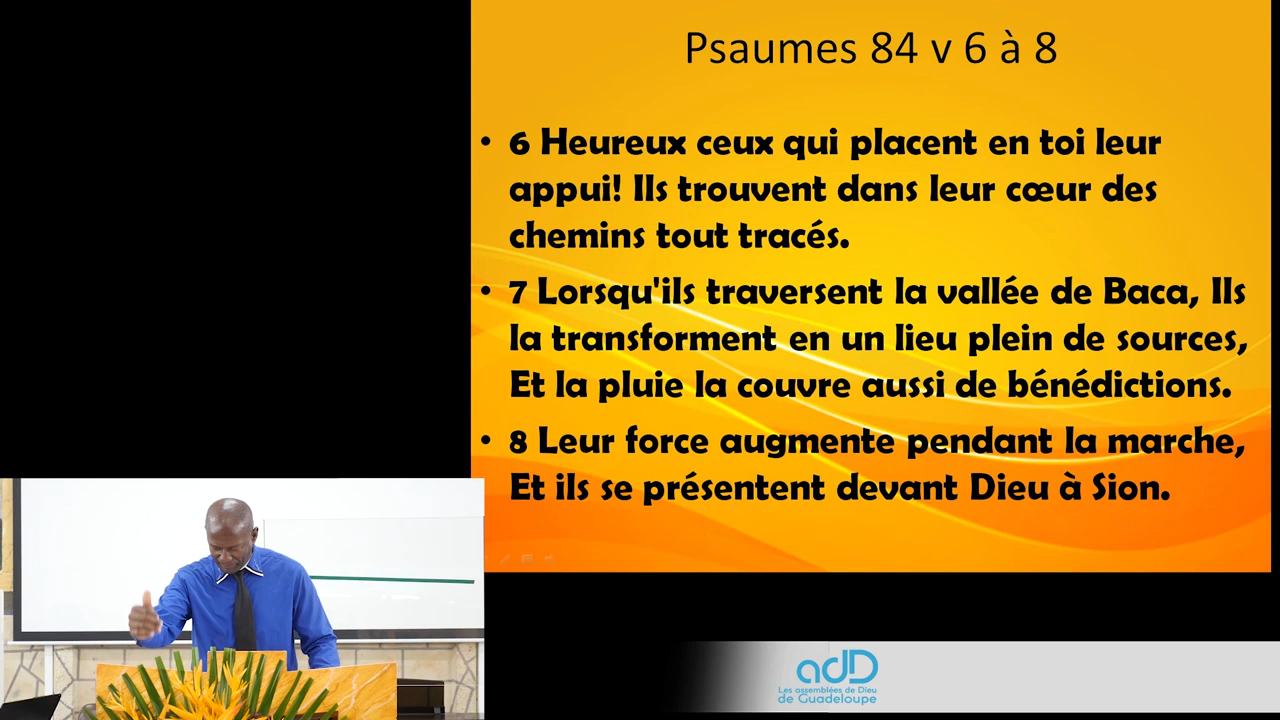 Psaumes 84 v 6 à 8
• 6 Heureux ceux qui placent en toi leur
appui! Ils trouvent dans leur cœur des
chemins tout tracés.
• 7 Lorsqu'ils traversent la vallée de Baca, Ils
la transforment en un lieu plein de sources,
Et la pluie la couvre aussi de bénédictions.
• 8 Leur force augmente pendant la marche,
Et ils se présentent devant Dieu à Sion.
adD
Les assemblées de Dieu
de Guadeloupe